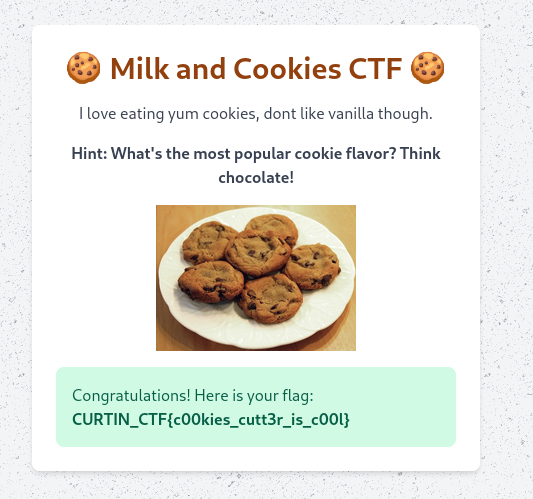 🍪 Milk and Cookies CTF 🍪
I love eating yum cookies, dont like vanilla though.
Hint: What's the most popular cookie flavor? Think
chocolate!
Congratulations! Here is your flag:
CURTIN_CTF{c00kies_cutt3r_is_c00l}